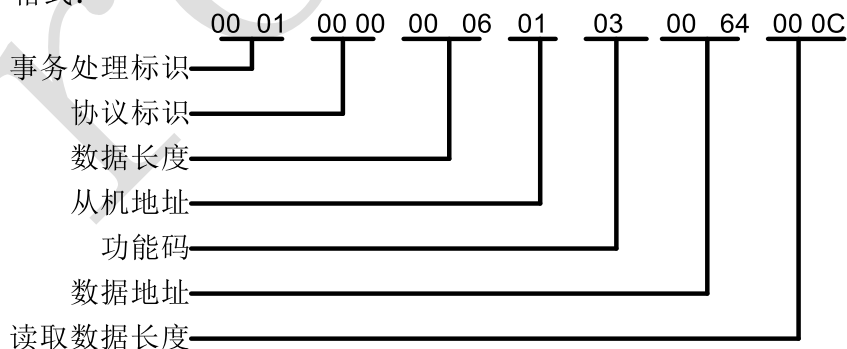 格式:
00 01 00 00 00 06 01 03 00 64 00 0C
事务处理标识
协议标识
数据长度
从机地址
功能码
数据地址
读取数据长度